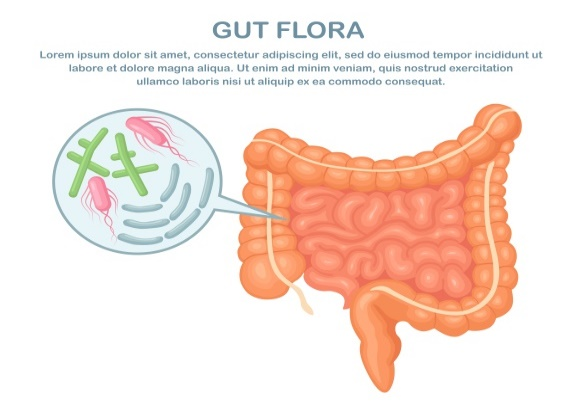 GUT FLORA
Lorem ipsum dolor sit amet, consectetur adipiscing elit, sed do eiusmod tempor incididunt ut
labore et dolore magna aliqua. Ut enim ad minim veniam, quis nostrud exercitation
ullamco laboris nisi ut aliquip ex ea commodo consequat.